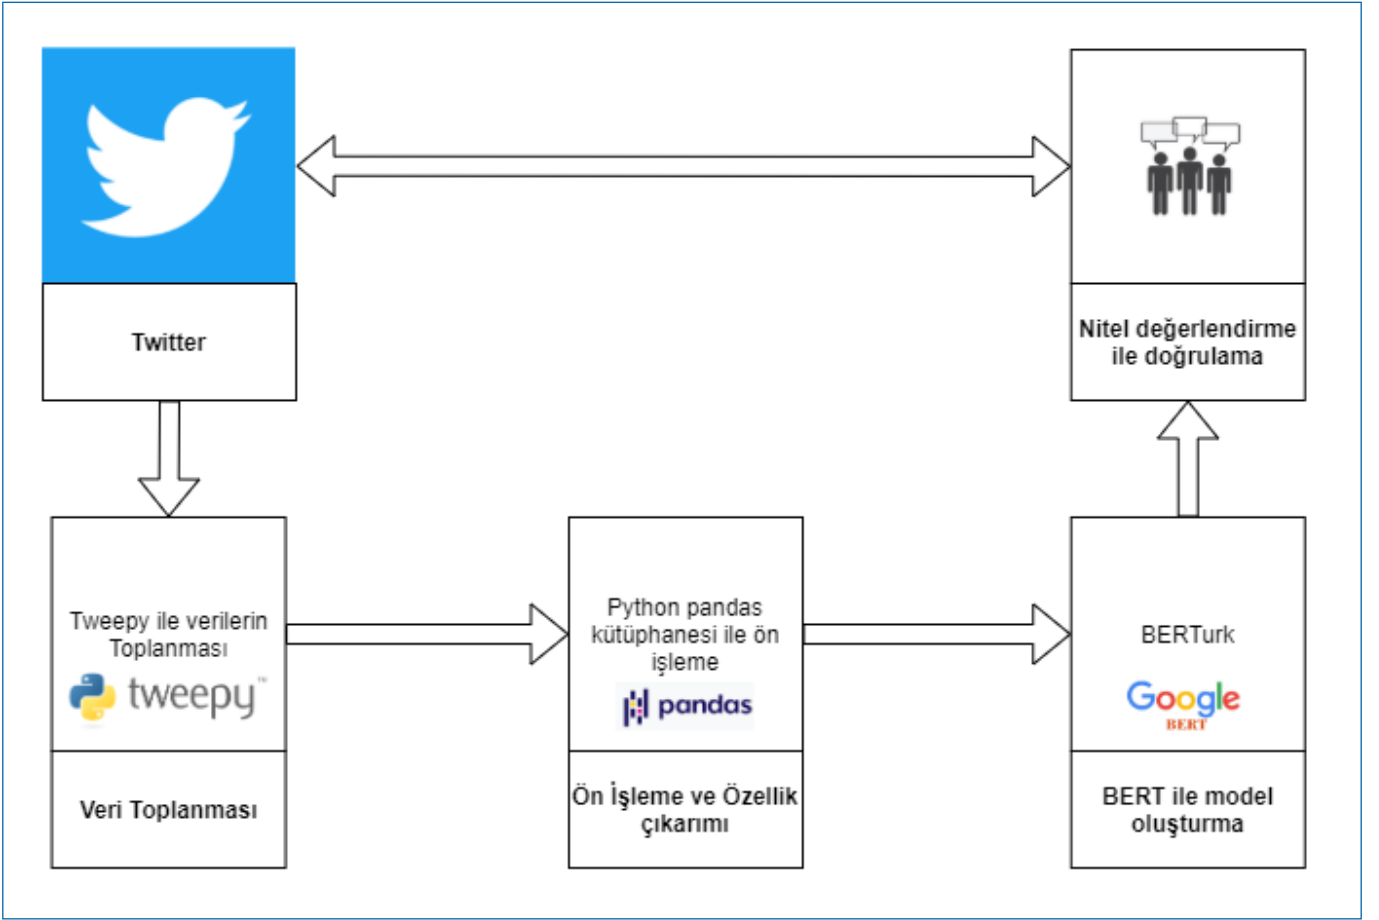 Twitter
Nitel değerlendirme
ile doğrulama
Tweepy ile verilerin
Toplanması
tweepy™
Veri Toplanması
Python pandas
kütüphanesi ile ön
işleme
pandas
Ön İşleme ve Özellik
çıkarımı
BERTurk
Google
BERT
BERT ile model
oluşturma